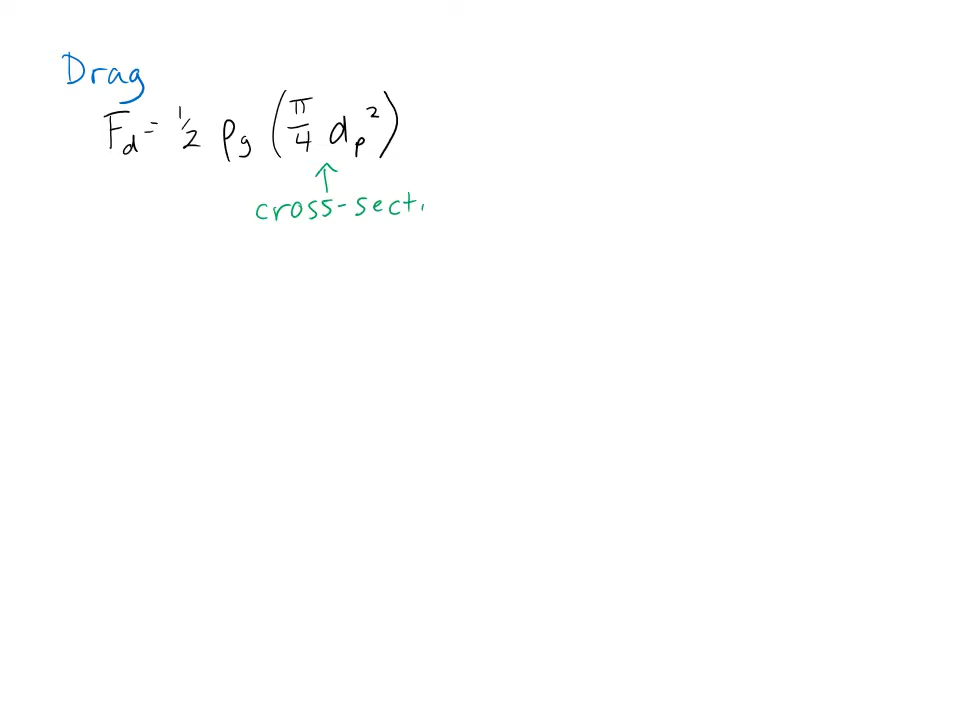 Drag
F_d = 1/2 ρ_g (π/4 d_p²)
↑
cross-sect.